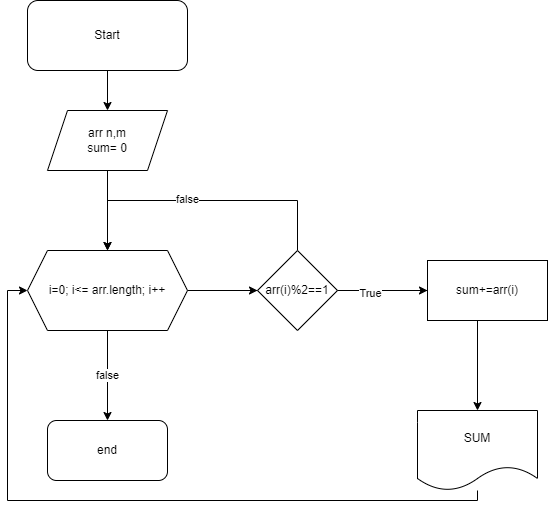 Start
arr n,m
sum= 0
false
i=0; i<= arr.length; i++
arr(i)%2==1
True
sum+=arr(i)
false
SUM
end